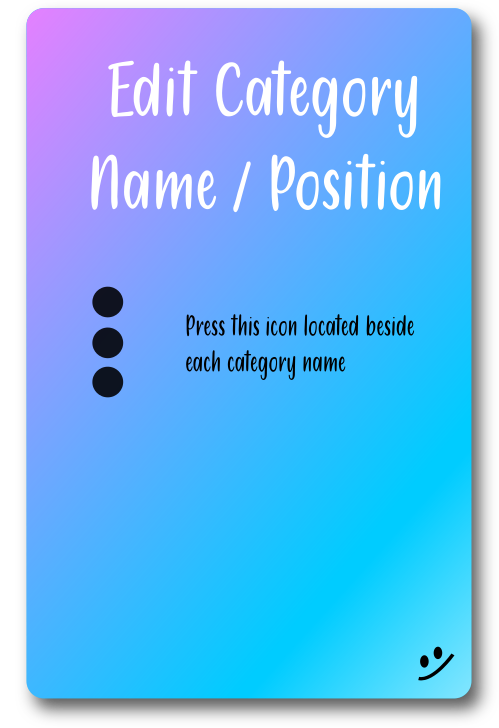 Edit Category
Name / Position
Press this icon located beside
each category name